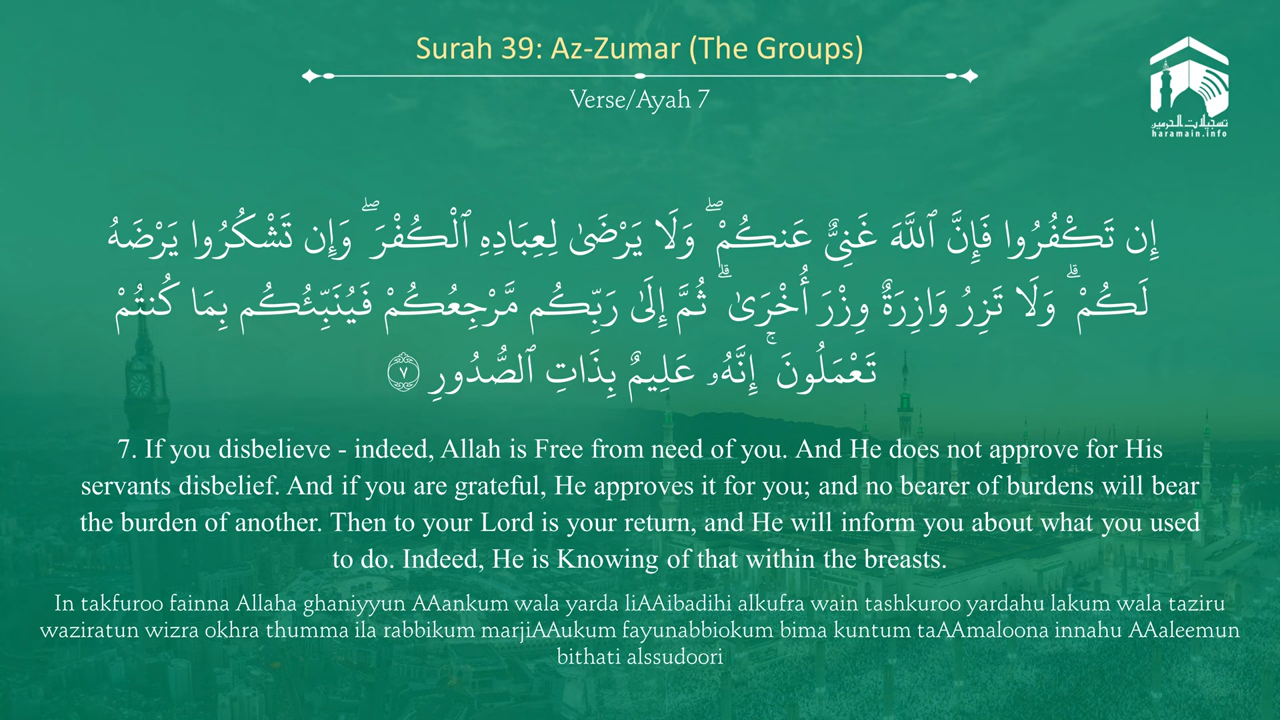 Surah 39: Az-Zumar (The Groups)
Verse/Ayah 7
تسجيلات الحرمين
haramain.info
إِن تَكْفُرُوا فَإِنَّ ٱللَّهَ غَنِىٌّ عَنكُمْ ۖ وَلَا يَرْضَىٰ لِعِبَادِهِ ٱلْكُفْرَ ۖ وَإِن تَشْكُرُوا يَرْضَهُ
لَكُمْ ۗ وَلَا تَزِرُ وَازِرَةٌ وِزْرَ أُخْرَىٰ ۗ ثُمَّ إِلَىٰ رَبِّكُم مَّرْجِعُكُمْ فَيُنَبِّئُكُم بِمَا كُنتُمْ
تَعْمَلُونَ ۚ إِنَّهُۥ عَلِيمٌ بِذَاتِ ٱلصُّدُورِ ٧
7. If you disbelieve - indeed, Allah is Free from need of you. And He does not approve for His
servants disbelief. And if you are grateful, He approves it for you; and no bearer of burdens will bear
the burden of another. Then to your Lord is your return, and He will inform you about what you used
to do. Indeed, He is Knowing of that within the breasts.
In takfuroo fainna Allaha ghaniyyun AAankum wala yarda liAAibadihi alkufra wain tashkuroo yardahu lakum wala taziru
waziratun wizra okhra thumma ila rabbikum marjiAAukum fayunabbiokum bima kuntum taAAmaloona innahu AAaleemun
bithati alssudoori